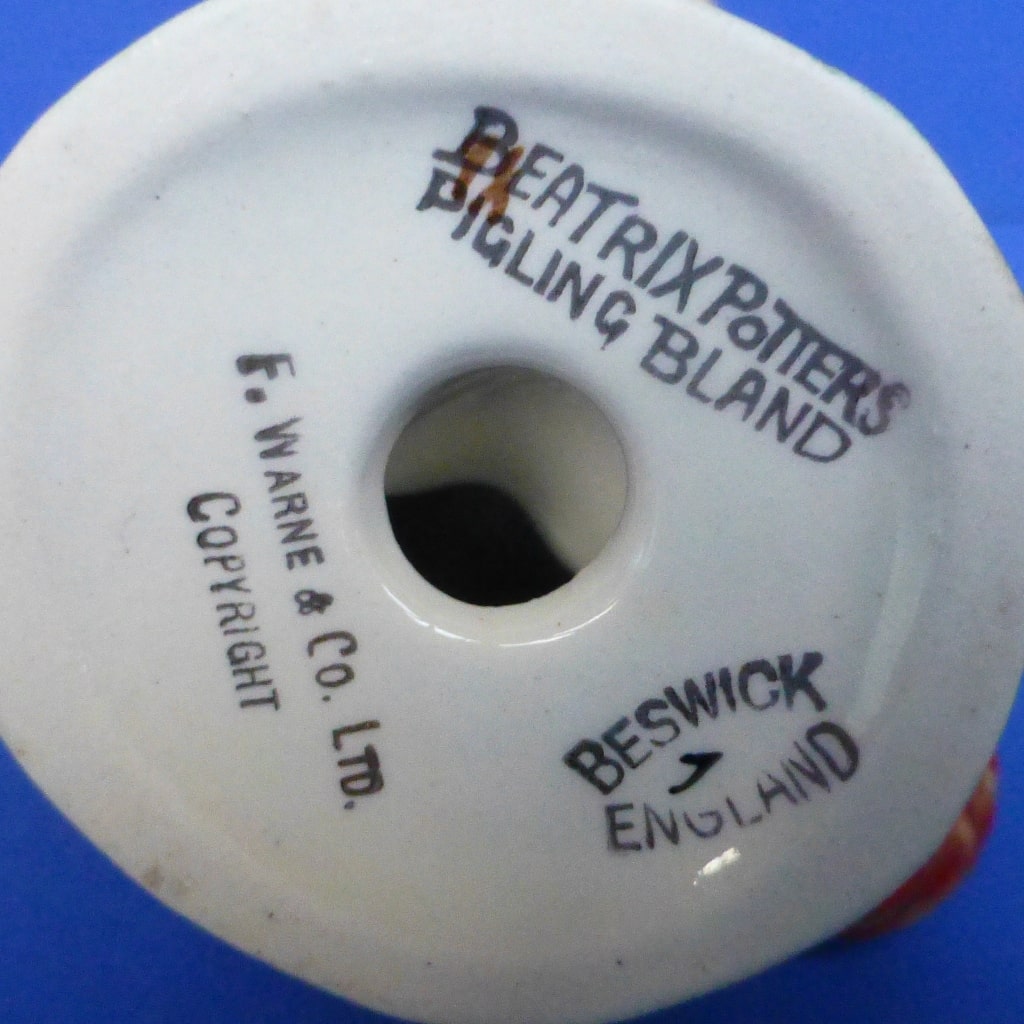 BEATRIX POTTERS
PIGLING BLAND
F. WARNE & CO. LTD.
COPYRIGHT
BESWICK
ENGLAND